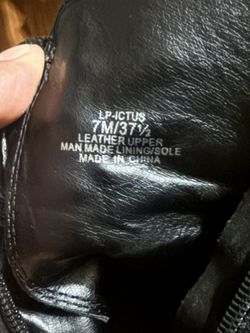 LP-ICTUS
7M/37½
LEATHER UPPER
MAN MADE LINING/SOLE
MADE IN CHINA